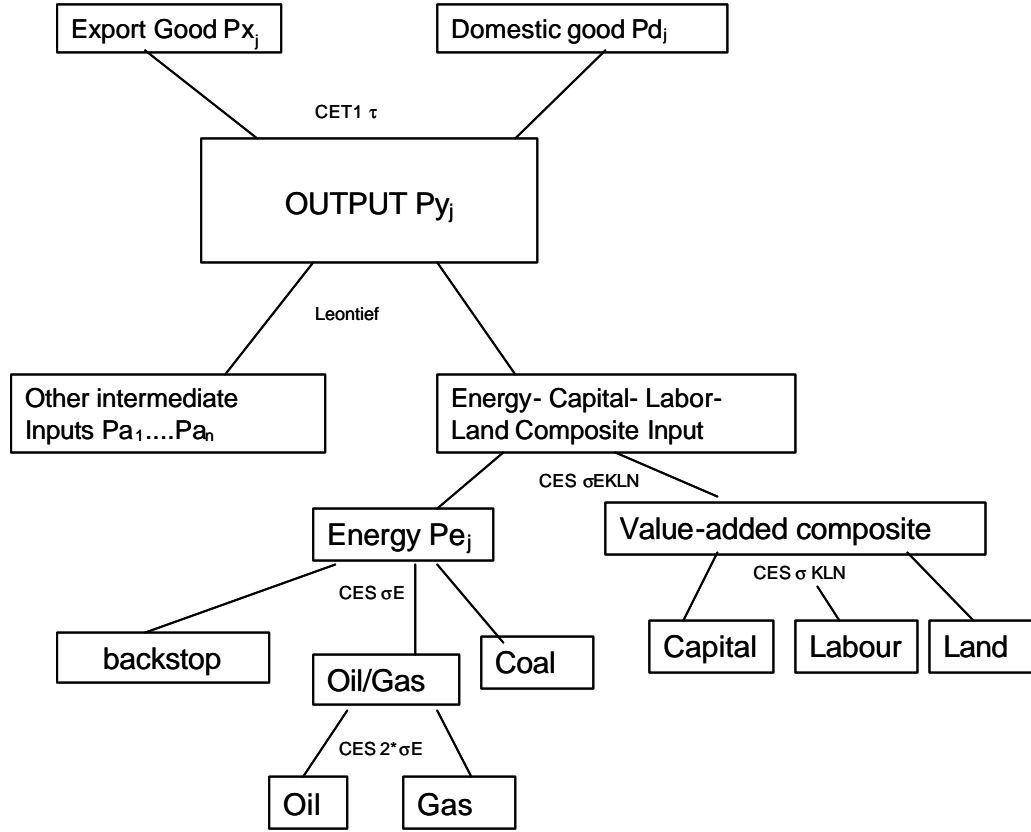 Export Good Pxj
Domestic good Pdj
CET1 τ
OUTPUT Pyj
Leontief
Other intermediate
Inputs Pa1....Pan
Energy- Capital- Labor-
Land Composite Input
CES σEKLN
Energy Pej
Value-added composite
CES σE
CES σ KLN
backstop
Oil/Gas
Coal
Capital
Labour
Land
CES 2* σE
Oil
Gas